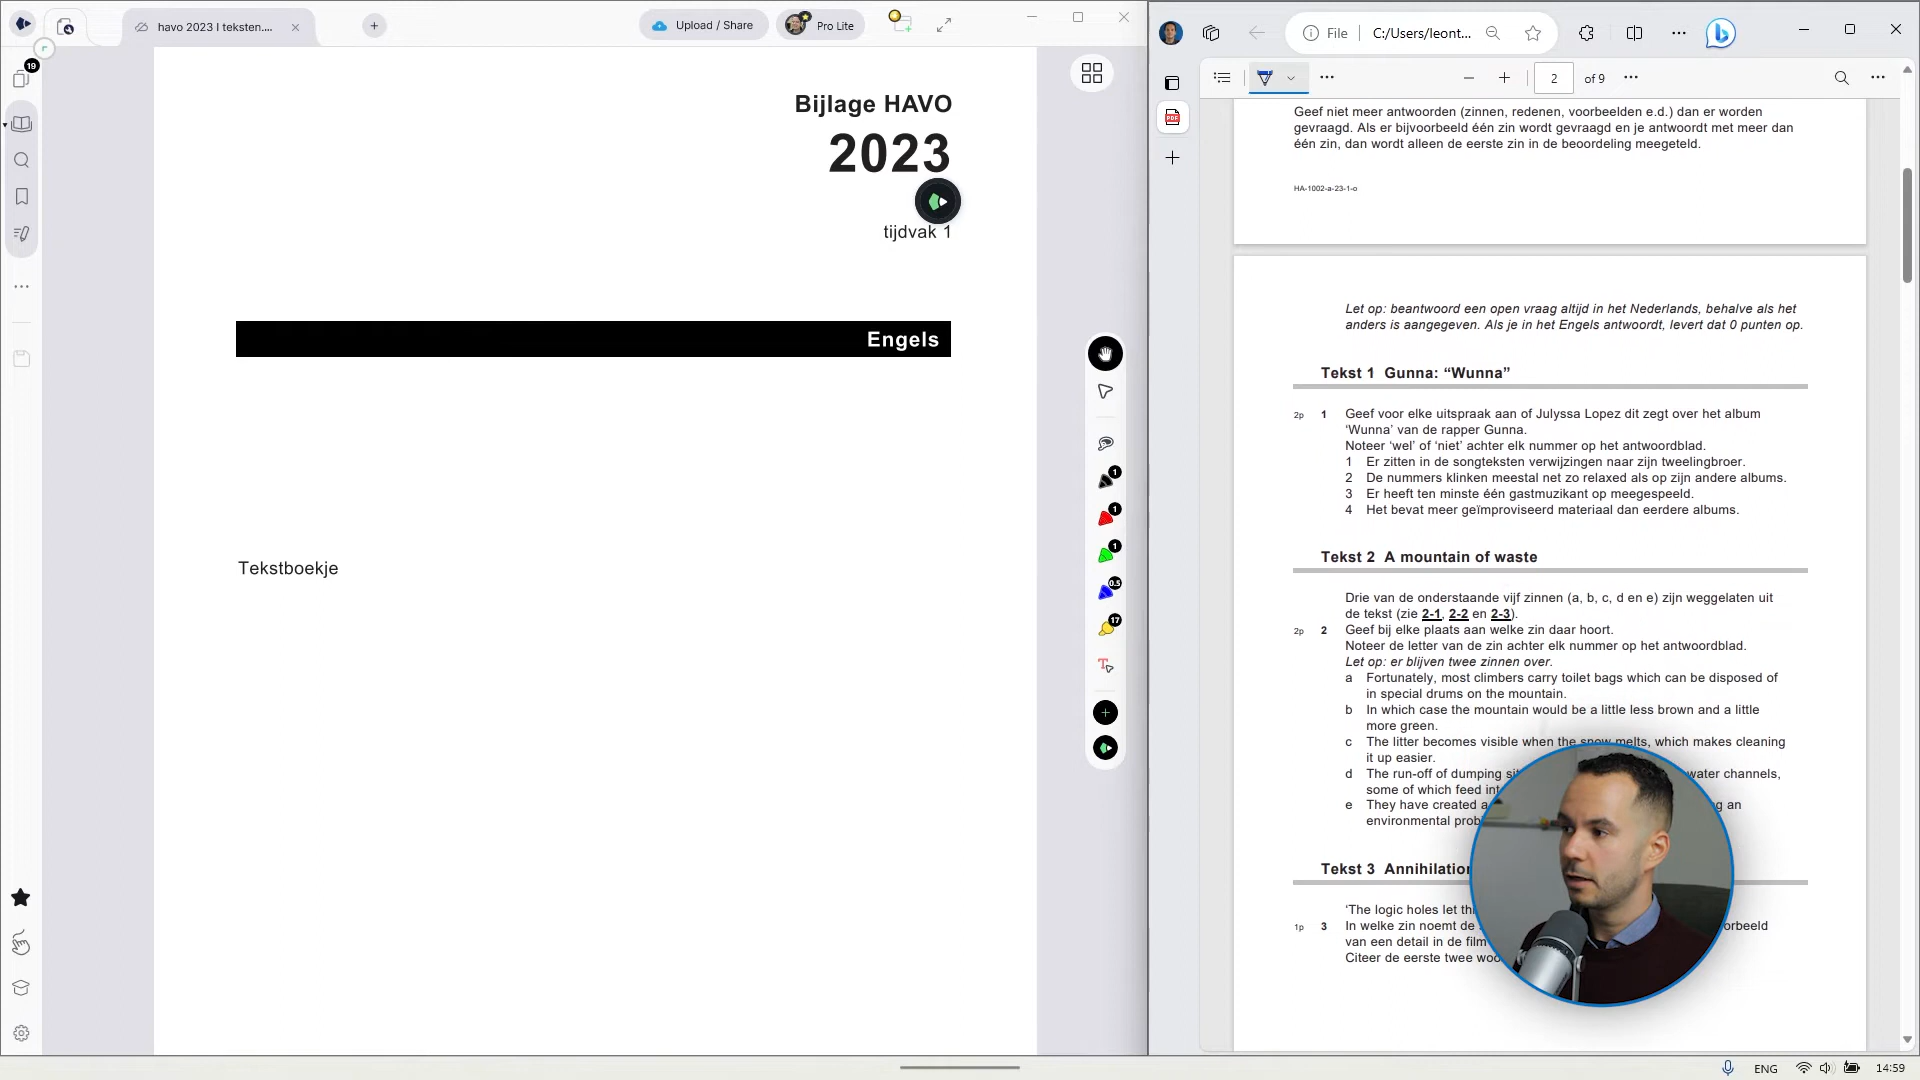 havo 2023 I teksten....
Upload / Share
Pro Lite
19
Bijlage HAVO
2023
tijdvak 1
Engels
Tekstboekje
1
1
1
0.5
17
T
File
C:/Users/leont...
2
of 9
PDF
Geef niet meer antwoorden (zinnen, redenen, voorbeelden e.d.) dan er worden
gevraagd. Als er bijvoorbeeld één zin wordt gevraagd en je antwoordt met meer dan
één zin, dan wordt alleen de eerste zin in de beoordeling meegeteld.
HA-1002-a-23-1-o
Let op: beantwoord een open vraag altijd in het Nederlands, behalve als het
anders is aangegeven. Als je in het Engels antwoordt, levert dat 0 punten op.
Tekst 1 Gunna: “Wunna”
2p 1 Geef voor elke uitspraak aan of Julyssa Lopez dit zegt over het album
‘Wunna’ van de rapper Gunna.
Noteer ‘wel’ of ‘niet’ achter elk nummer op het antwoordblad.
1 Er zitten in de songteksten verwijzingen naar zijn tweelingbroer.
2 De nummers klinken meestal net zo relaxed als op zijn andere albums.
3 Er heeft ten minste één gastmuzikant op meegespeeld.
4 Het bevat meer geïmproviseerd materiaal dan eerdere albums.
Tekst 2 A mountain of waste
Drie van de onderstaande vijf zinnen (a, b, c, d en e) zijn weggelaten uit
de tekst (zie 2-1, 2-2 en 2-3).
2p 2 Geef bij elke plaats aan welke zin daar hoort.
Noteer de letter van de zin achter elk nummer op het antwoordblad.
Let op: er blijven twee zinnen over.
a Fortunately, most climbers carry toilet bags which can be disposed of
in special drums on the mountain.
b In which case the mountain would be a little less brown and a little
more green.
c The litter becomes visible when the snow melts, which makes cleaning
it up easier.
d The run-off of dumping water channels,
some of which feed
e They have created an
environmental
Tekst 3
‘The logic holes let
1p 3 In welke zin noemt de
van een detail in de film
Citeer de eerste twee
ENG
14:59